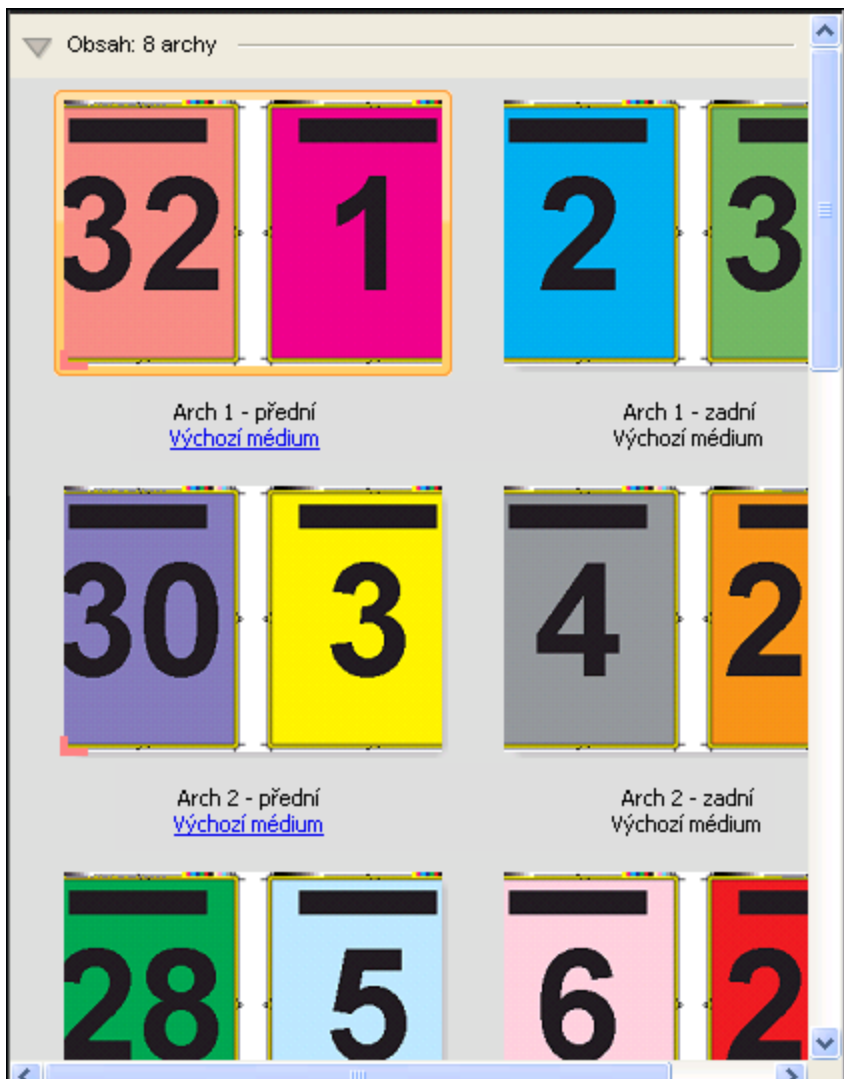 Obsah: 8 archy
32 1 2 3
Arch 1 - přední
Výchozí médium
Arch 1 - zadní
Výchozí médium
30 3 4 2
Arch 2 - přední
Výchozí médium
Arch 2 - zadní
Výchozí médium
28 5 6 2